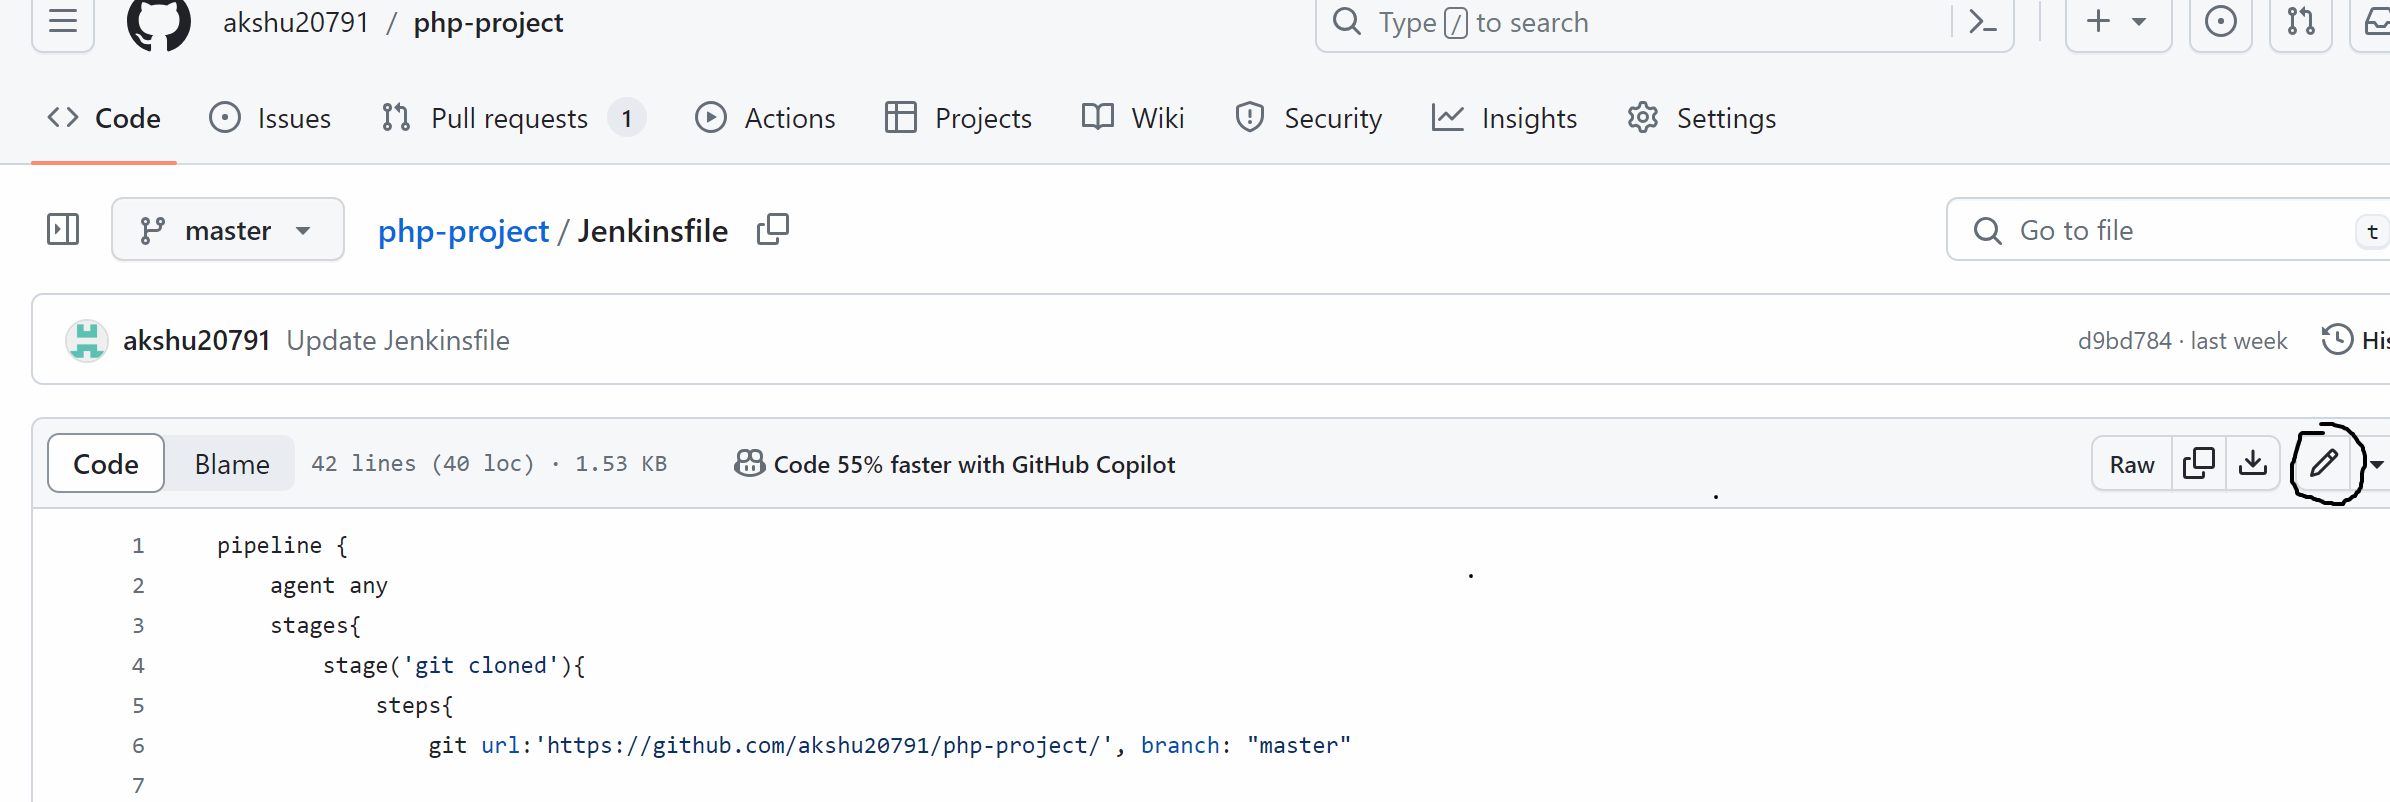 akshu20791 / php-project
Type / to search
Code Issues Pull requests 1 Actions Projects Wiki Security Insights Settings
master php-project / Jenkinsfile Go to file t
akshu20791 Update Jenkinsfile d9bd784 · last week His
Code Blame 42 lines (40 loc) · 1.53 KB Code 55% faster with GitHub Copilot Raw
1 pipeline {
2 agent any
3 stages{
4 stage('git cloned'){
5 steps{
6 git url:'https://github.com/akshu20791/php-project/', branch: "master"
7